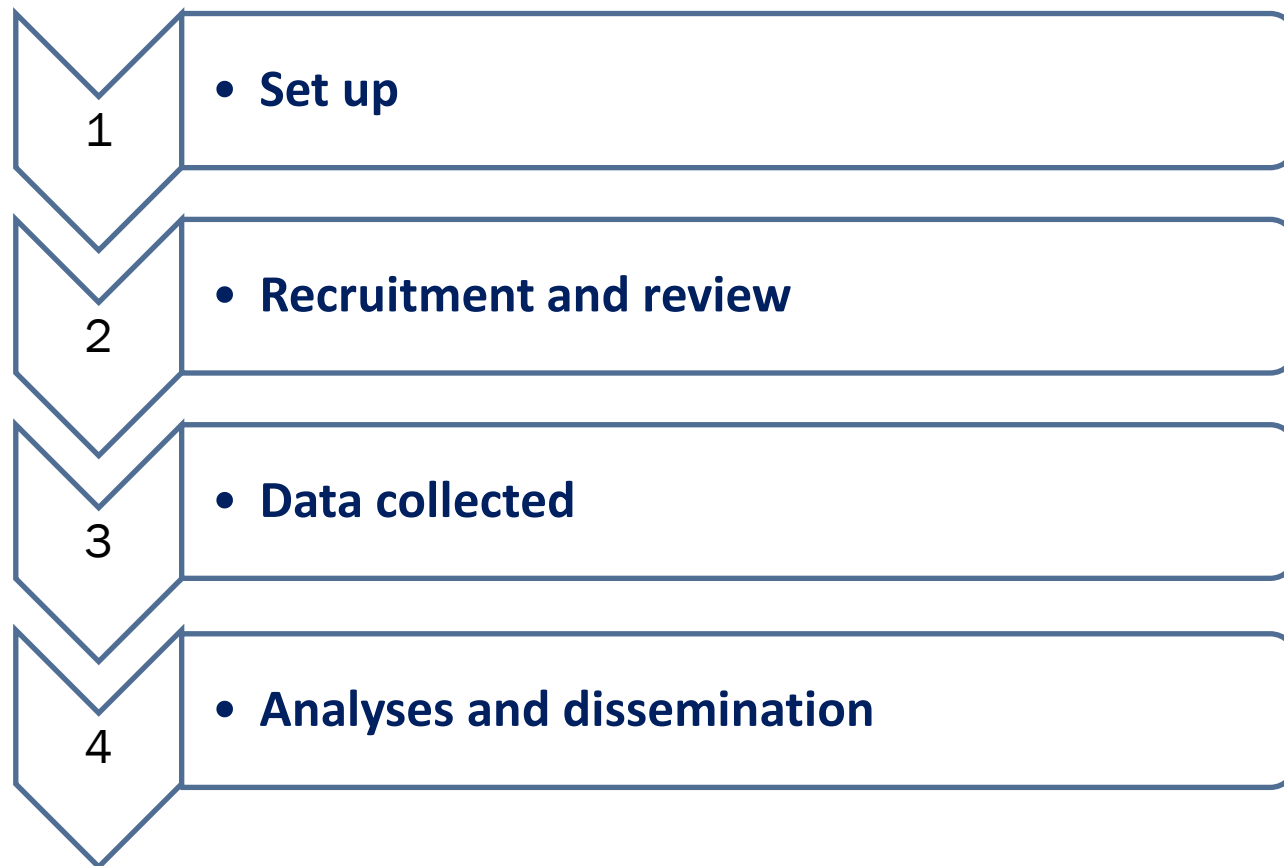 1
• Set up
2
• Recruitment and review
3
• Data collected
4
• Analyses and dissemination